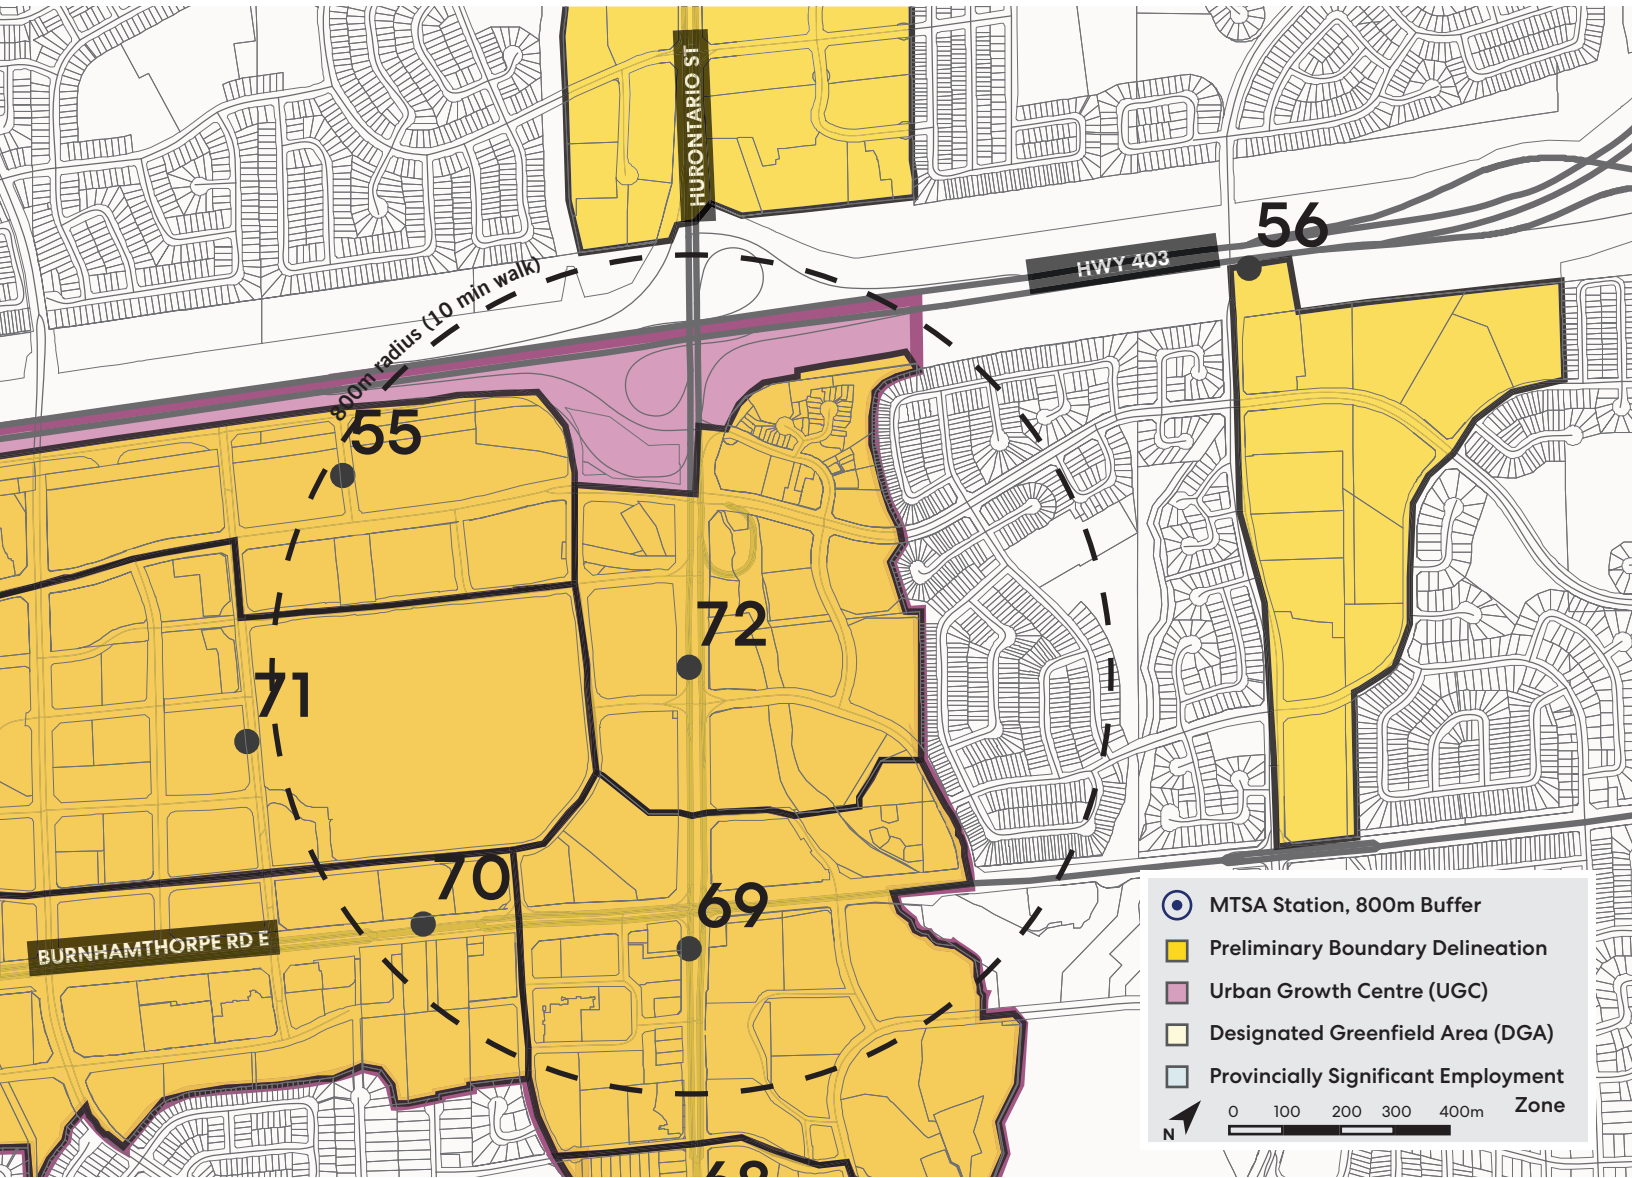 HURONTARIO ST
56
HWY 403
800m radius (10 min walk)
55
72
71
70
69
BURNHAMTHORPE RD E
68
MTSA Station, 800m Buffer
Preliminary Boundary Delineation
Urban Growth Centre (UGC)
Designated Greenfield Area (DGA)
Provincially Significant Employment
Zone
N
0 100 200 300 400m